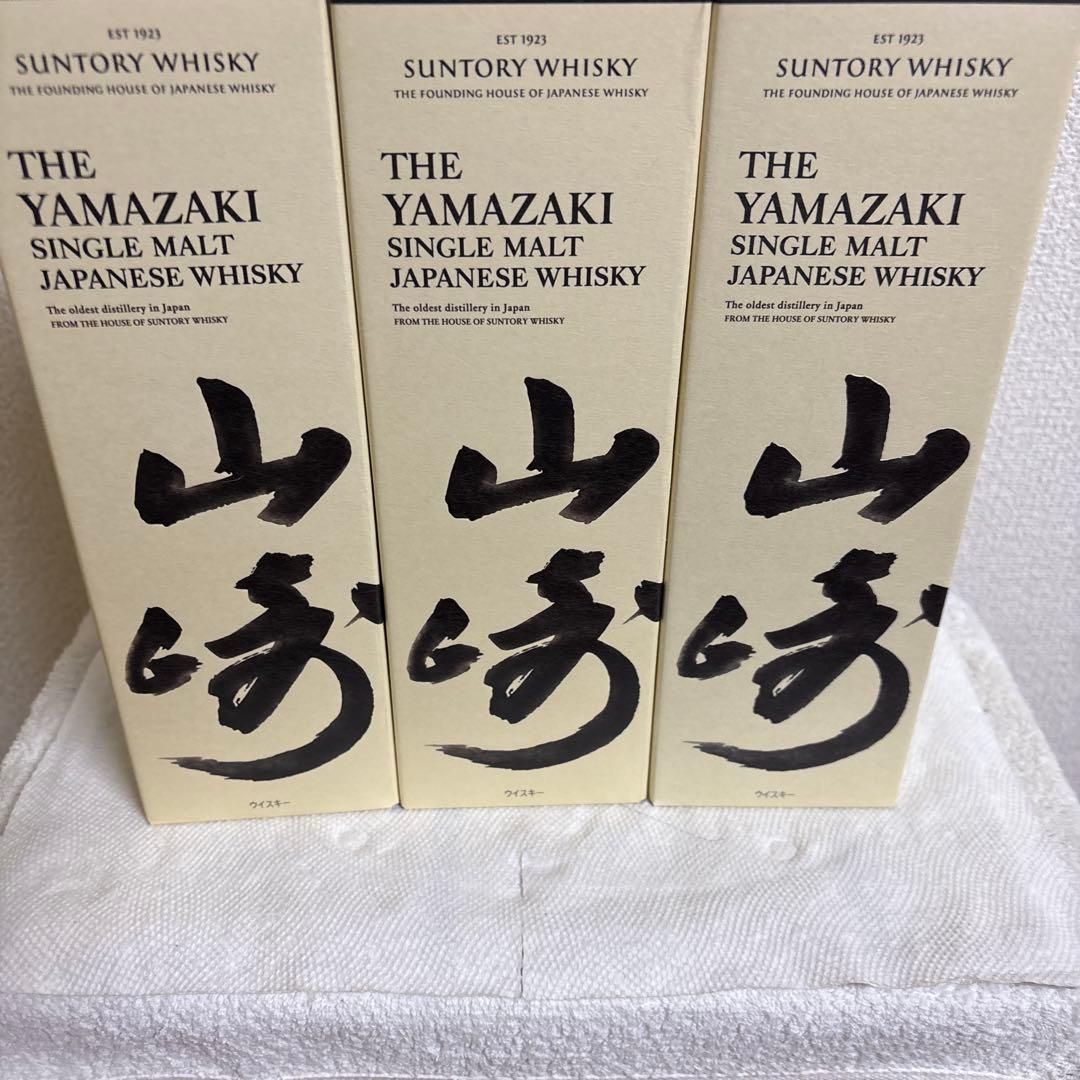 EST 1923
SUNTORY WHISKY
THE FOUNDING HOUSE OF JAPANESE WHISKY
THE
YAMAZAKI
SINGLE MALT
JAPANESE WHISKY
The oldest distillery in Japan
FROM THE HOUSE OF SUNTORY WHISKY
山
崎
ウイスキー
EST 1923
SUNTORY WHISKY
THE FOUNDING HOUSE OF JAPANESE WHISKY
THE
YAMAZAKI
SINGLE MALT
JAPANESE WHISKY
The oldest distillery in Japan
FROM THE HOUSE OF SUNTORY WHISKY
山
崎
ウイスキー
EST 1923
SUNTORY WHISKY
THE FOUNDING HOUSE OF JAPANESE WHISKY
THE
YAMAZAKI
SINGLE MALT
JAPANESE WHISKY
The oldest distillery in Japan
FROM THE HOUSE OF SUNTORY WHISKY
山
崎
ウイスキー